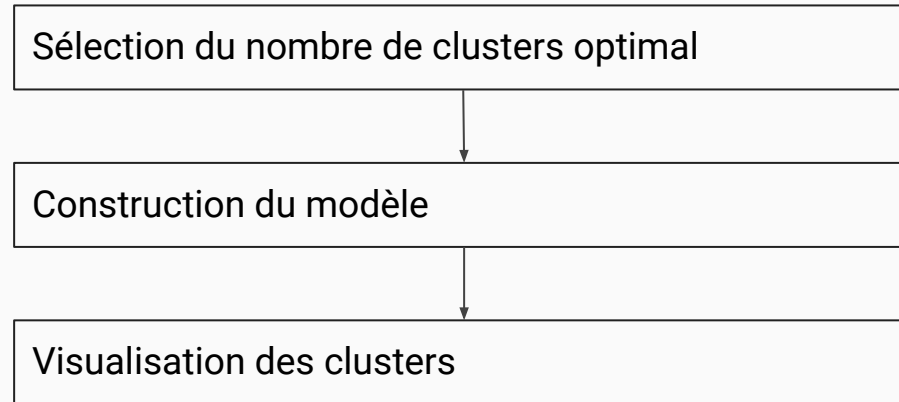 Sélection du nombre de clusters optimal
Construction du modèle
Visualisation des clusters